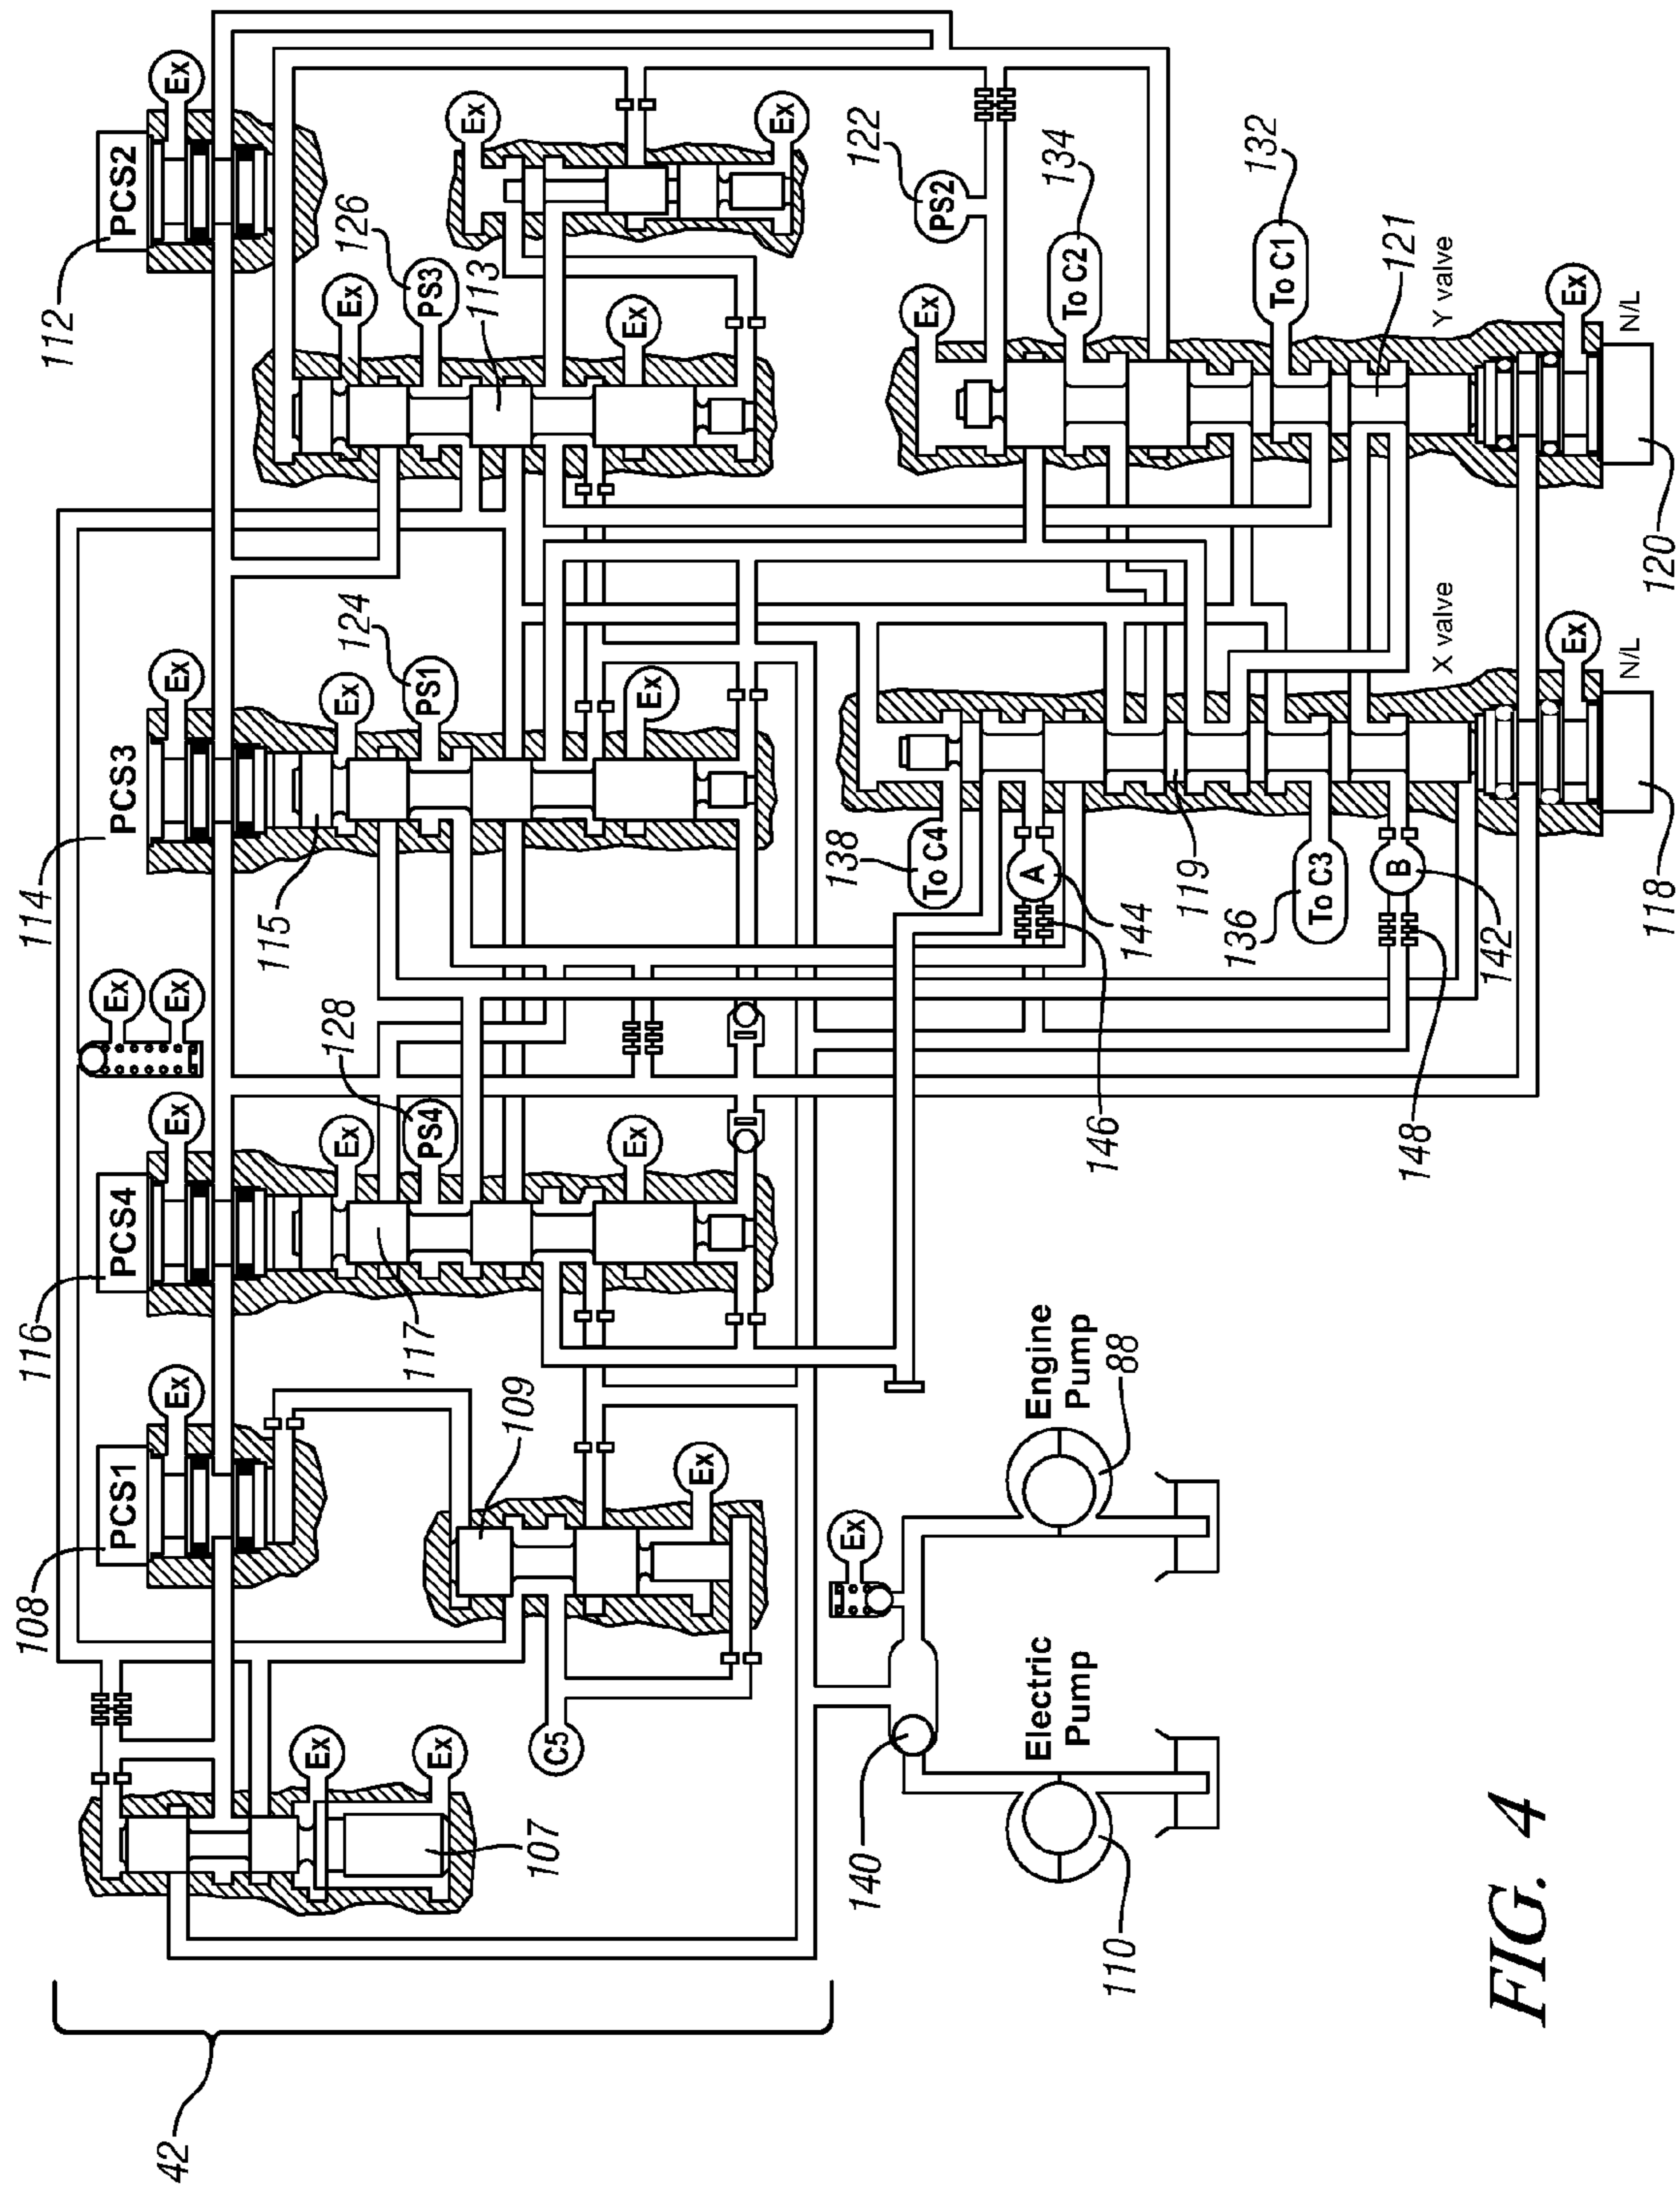 112
PCS2
Ex
126
PS3
113
Ex
Ex
Ex
Ex
122
PS2
134
To C2
132
To C1
121
Ex
Y valve
Ex
N/L
120
114
PCS3
Ex
124
PS1
115
Ex
Ex
138
To C4
A
144
146
119
136
To C3
B
142
148
X valve
Ex
N/L
118
Ex
Ex
116
PCS4
Ex
128
PS4
Ex
Ex
117
108
PCS1
Ex
109
Ex
C5
Ex
Ex
107
Ex
Engine
Pump
88
Electric
Pump
140
110
42
FIG. 4